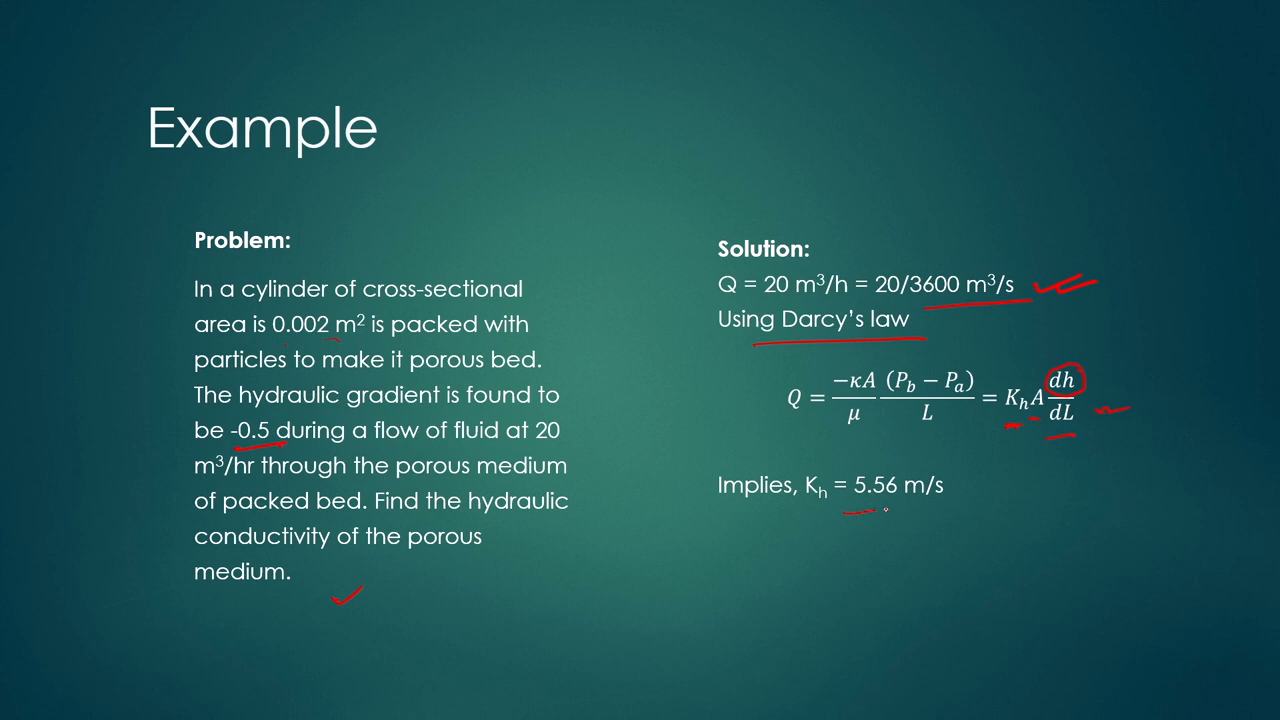 Example
Problem:
In a cylinder of cross-sectional
area is 0.002 m² is packed with
particles to make it porous bed.
The hydraulic gradient is found to
be -0.5 during a flow of fluid at 20
m³/hr through the porous medium
of packed bed. Find the hydraulic
conductivity of the porous
medium.
Solution:
Q = 20 m³/h = 20/3600 m³/s
Using Darcy's law
Q = \frac{-κA}{μ} \frac{(P_b − P_a)}{L} = K_h A \frac{dh}{dL}
Implies, K_h = 5.56 m/s